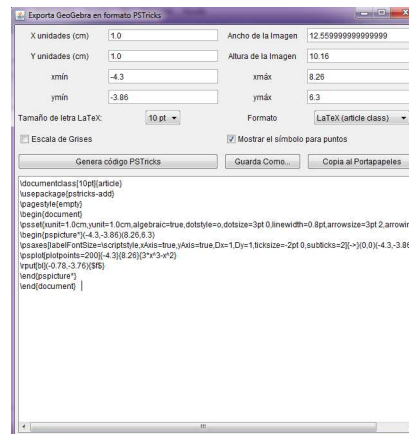 Exporta GeoGebra en formato PSTricks
X unidades (cm) 1.0 Ancho de la Imagen 12.559999999999999
Y unidades (cm) 1.0 Altura de la Imagen 10.16
xmín -4.3 xmáx 8.26
ymín -3.86 ymáx 6.3
Tamaño de letra LaTeX: 10 pt Formato LaTeX (article class)
Escala de Grises Mostrar el símbolo para puntos
Genera código PSTricks Guarda Como... Copia al Portapapeles
\documentclass[10pt]{article}
\usepackage{pstricks-add}
\pagestyle{empty}
\begin{document}
\psset{xunit=1.0cm,yunit=1.0cm,algebraic=true,dotstyle=o,dotsize=3pt 0,linewidth=0.8pt,arrowsize=3pt 2,arrowin
\begin{pspicture*}(-4.3,-3.86)(8.26,6.3)
\psaxes[labelFontSize=\scriptstyle,xAxis=true,yAxis=true,Dx=1,Dy=1,ticksize=-2pt 0,subticks=2]{->}(0,0)(-4.3,-3.86
\psplot[plotpoints=200]{-4.3}{8.26}{3*x^3-x^2}
\rput[bl](-0.78,-3.76){$f$}
\end{pspicture*}
\end{document}